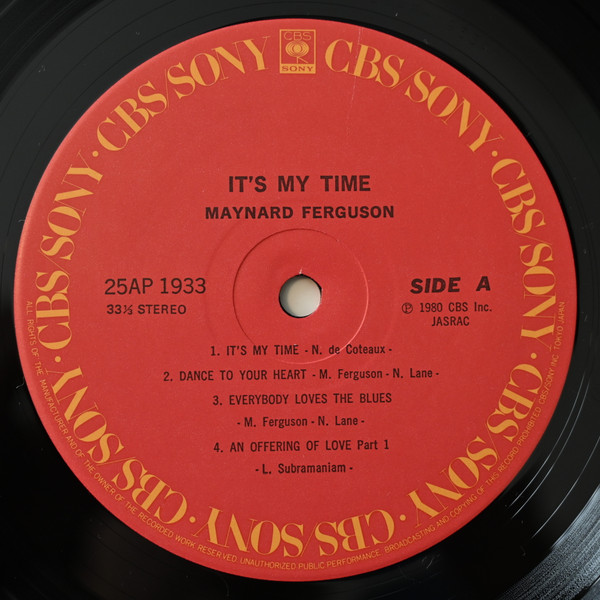 CBS/SONY · CBS/SONY · CBS/SONY · CBS/SONY · CBS/SONY · CBS/SONY · CBS/SONY · CBS/SONY
CBS
SONY
IT'S MY TIME
MAYNARD FERGUSON
25AP 1933
33⅓ STEREO
SIDE A
Ⓟ 1980 CBS Inc.
JASRAC
1. IT'S MY TIME - N. de Coteaux -
2. DANCE TO YOUR HEART - M. Ferguson - N. Lane -
3. EVERYBODY LOVES THE BLUES
- M. Ferguson - N. Lane -
4. AN OFFERING OF LOVE Part 1
- L. Subramaniam -
ALL RIGHTS OF THE MANUFACTURER AND OF THE OWNER OF THE RECORDED WORK RESERVED. UNAUTHORIZED PUBLIC PERFORMANCE, BROADCASTING AND COPYING OF THIS RECORD PROHIBITED CBS/SONY INC. TOKYO JAPAN